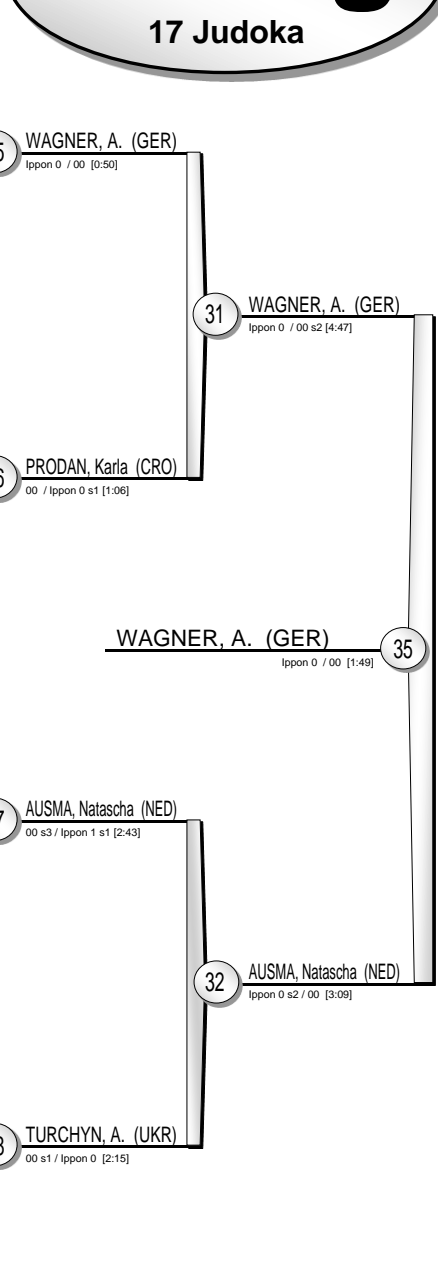 17 Judoka
WAGNER, A. (GER)
Ippon 0 / 00 [0:50]
31
WAGNER, A. (GER)
Ippon 0 / 00 s2 [4:47]
PRODAN, Karla (CRO)
00 / Ippon 0 s1 [1:06]
WAGNER, A. (GER)
Ippon 0 / 00 [1:49]
35
AUSMA, Natascha (NED)
00 s3 / Ippon 1 s1 [2:43]
32
AUSMA, Natascha (NED)
Ippon 0 s2 / 00 [3:09]
TURCHYN, A. (UKR)
00 s1 / Ippon 0 [2:15]